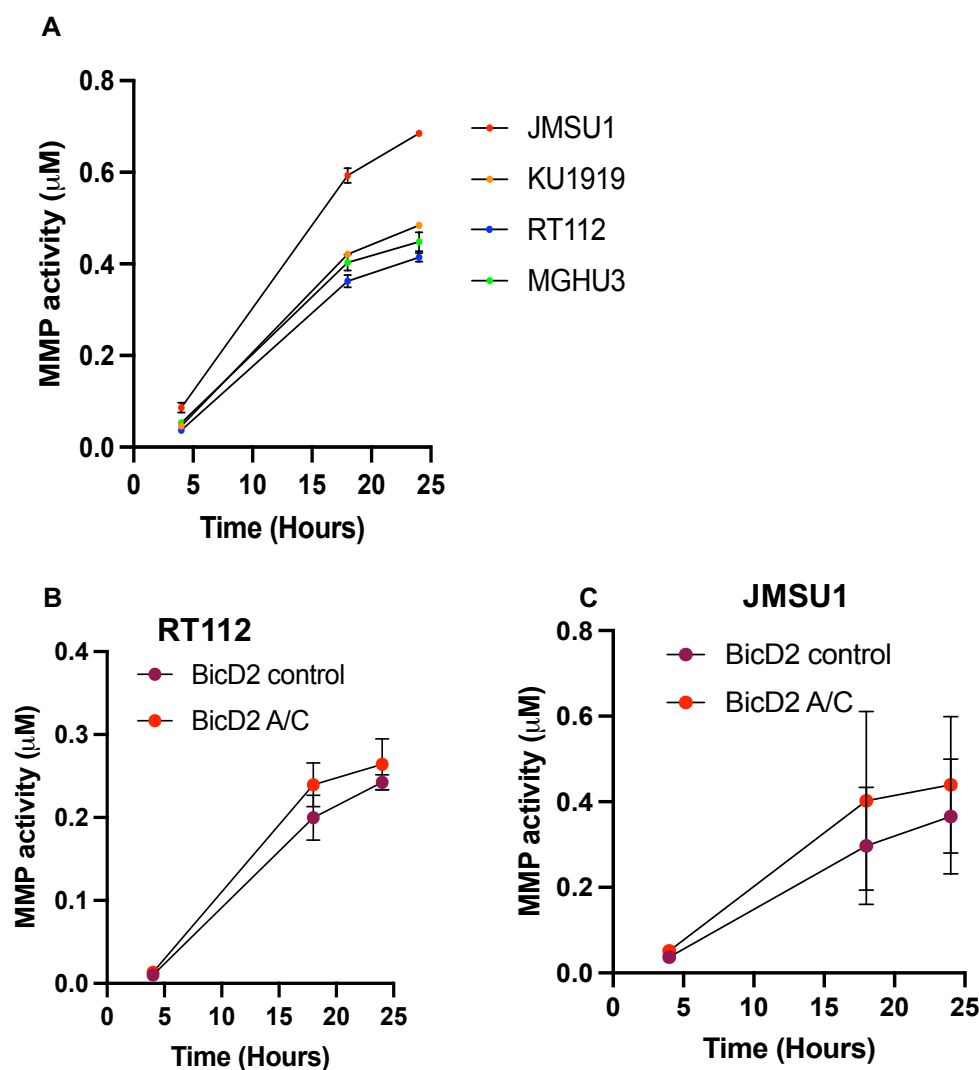 A
0.8
0.6
0.4
0.2
0.0
MMP activity (μM)
0 5 10 15 20 25
Time (Hours)
JMSU1
KU1919
RT112
MGHU3
B
RT112
BicD2 control
BicD2 A/C
0.4
0.3
0.2
0.1
0.0
MMP activity (μM)
0 5 10 15 20 25
Time (Hours)
C
JMSU1
BicD2 control
BicD2 A/C
0.8
0.6
0.4
0.2
0.0
MMP activity (μM)
0 5 10 15 20 25
Time (Hours)